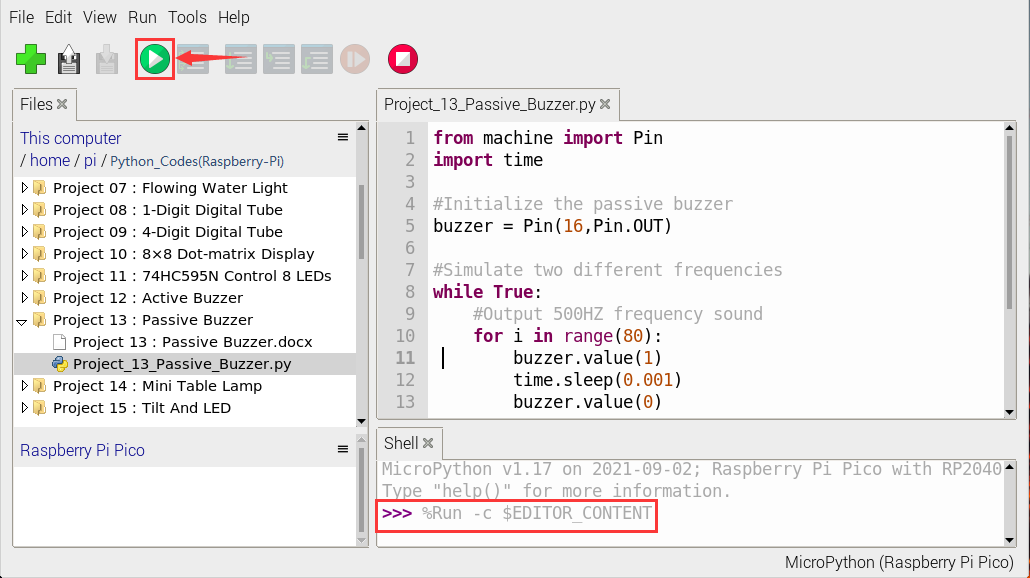 File Edit View Run Tools Help
Files
This computer
/ home / pi / Python_Codes(Raspberry-Pi)
Project 07 : Flowing Water Light
Project 08 : 1-Digit Digital Tube
Project 09 : 4-Digit Digital Tube
Project 10 : 8×8 Dot-matrix Display
Project 11 : 74HC595N Control 8 LEDs
Project 12 : Active Buzzer
Project 13 : Passive Buzzer
Project 13 : Passive Buzzer.docx
Project_13_Passive_Buzzer.py
Project 14 : Mini Table Lamp
Project 15 : Tilt And LED
Raspberry Pi Pico
Project_13_Passive_Buzzer.py
1 from machine import Pin
2 import time
3
4 #Initialize the passive buzzer
5 buzzer = Pin(16,Pin.OUT)
6
7 #Simulate two different frequencies
8 while True:
9     #Output 500HZ frequency sound
10     for i in range(80):
11         buzzer.value(1)
12         time.sleep(0.001)
13         buzzer.value(0)
Shell
MicroPython v1.17 on 2021-09-02; Raspberry Pi Pico with RP2040
Type "help()" for more information.
>>> %Run -c $EDITOR_CONTENT
MicroPython (Raspberry Pi Pico)